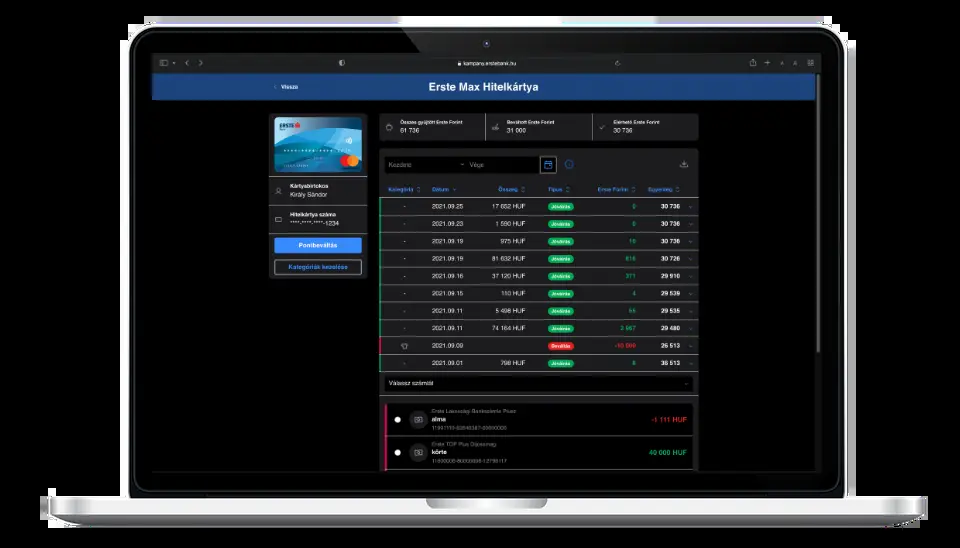 kampany.erstebank.hu
Vissza
Erste Max Hitelkártya
ERSTE
Bank
Kártyabirtokos
Király Sándor
Hitelkártya száma
****-****-****-1234
Pontbeváltás
Kategóriák kezelése
Összes gyűjtött Erste Forint
61 736
Beváltott Erste Forint
31 000
Elérhető Erste Forint
30 736
Kezdete - Vége
Kategória Dátum Összeg Típus Erste Forint Egyenleg
- 2021.09.25 17 652 HUF Jóváírás 0 30 736
- 2021.09.23 1 590 HUF Jóváírás 0 30 736
- 2021.09.19 975 HUF Jóváírás 10 30 736
- 2021.09.19 81 632 HUF Jóváírás 816 30 726
- 2021.09.16 37 120 HUF Jóváírás 371 29 910
- 2021.09.15 110 HUF Jóváírás 4 29 539
- 2021.09.11 5 498 HUF Jóváírás 55 29 535
- 2021.09.11 74 164 HUF Jóváírás 2 967 29 480
2021.09.09 Beváltás -10 000 26 513
- 2021.09.01 798 HUF Jóváírás 8 36 513
Válassz számlát
Erste Lakossági Bankszámla Plusz
alma
-1 111 HUF
Erste TOP Plus Díjcsomag
körte
40 000 HUF